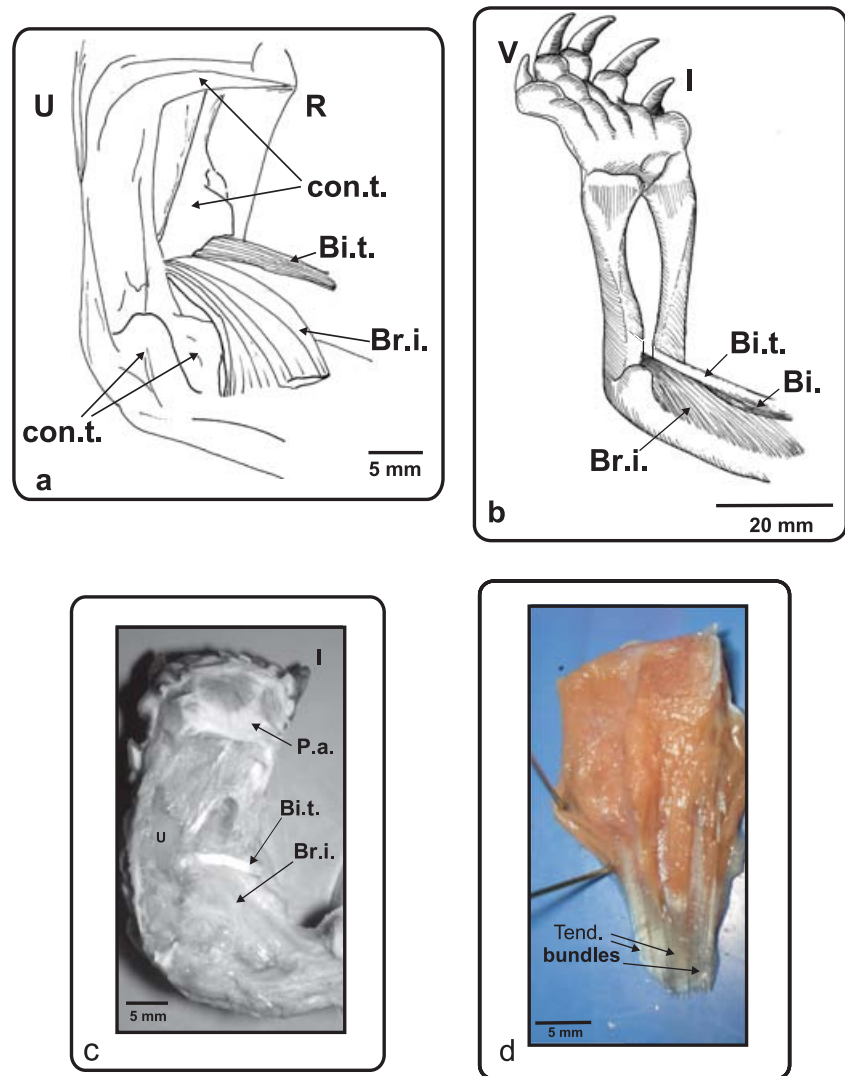 U
R
con.t.
Bi.t.
Br.i.
con.t.
5 mm
a
V
I
Bi.t.
Bi.
Br.i.
20 mm
b
I
P.a.
Bi.t.
U
Br.i.
5 mm
c
Tend.
bundles
5 mm
d